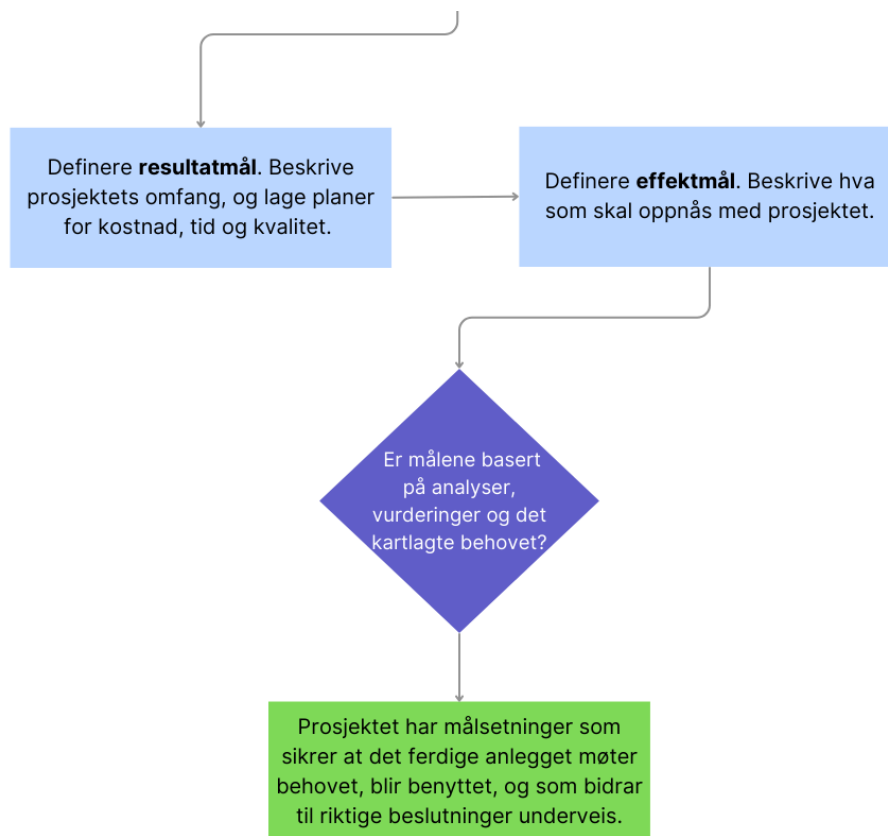 Definere resultatmål. Beskrive
prosjektets omfang, og lage planer
for kostnad, tid og kvalitet.
Definere effektmål. Beskrive hva
som skal oppnås med prosjektet.
Er målene basert
på analyser,
vurderinger og det
kartlagte behovet?
Prosjektet har målsetninger som
sikrer at det ferdige anlegget møter
behovet, blir benyttet, og som bidrar
til riktige beslutninger underveis.